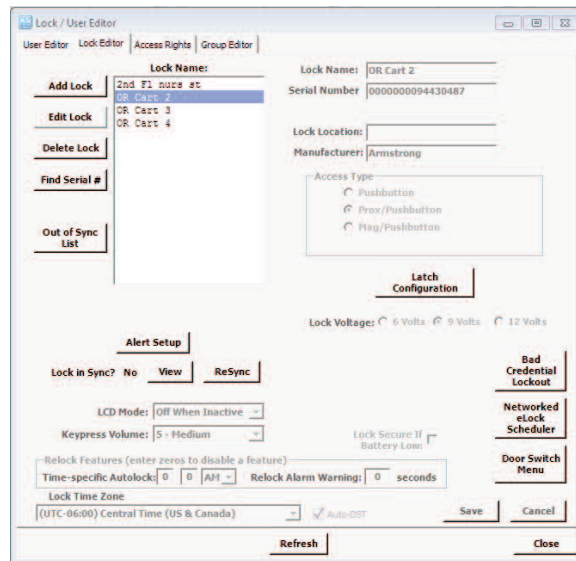 Lock / User Editor
User Editor Lock Editor Access Rights Group Editor
Lock Name:
Add Lock
Edit Lock
Delete Lock
Find Serial #
Out of Sync
List
2nd Fl nurs st
OR Cart 2
OR Cart 3
OR Cart 4
Lock Name: OR Cart 2
Serial Number 0000000094430487
Lock Location:
Manufacturer: Armstrong
Access Type
Pushbutton
Prox/Pushbutton
Mag/Pushbutton
Latch
Configuration
Lock Voltage: 6 Volts 9 Volts 12 Volts
Alert Setup
Lock in Sync? No View ReSync
Bad
Credential
Lockout
Networked
eLock
Scheduler
Door Switch
Menu
LCD Mode: Off When Inactive
Keypress Volume: 5 - Medium
Lock Secure If
Battery Low:
Relock Features (enter zeros to disable a feature)
Time-specific Autolock: 0 0 AM Relock Alarm Warning: 0 seconds
Lock Time Zone
(UTC-06:00) Central Time (US & Canada) Auto-DST
Save Cancel
Refresh Close